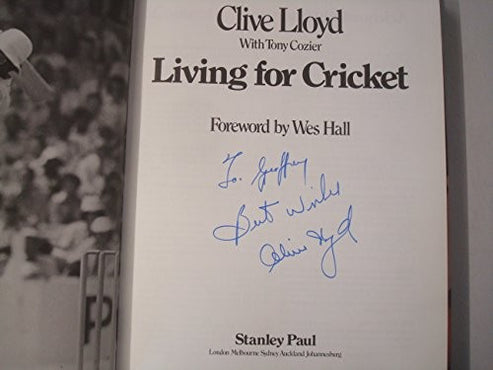 Clive Lloyd
With Tony Cozier
Living for Cricket
Foreword by Wes Hall
To. Geoffrey
Best Wishes
Clive Lloyd
P
Stanley Paul
London Melbourne Sydney Auckland Johannesburg